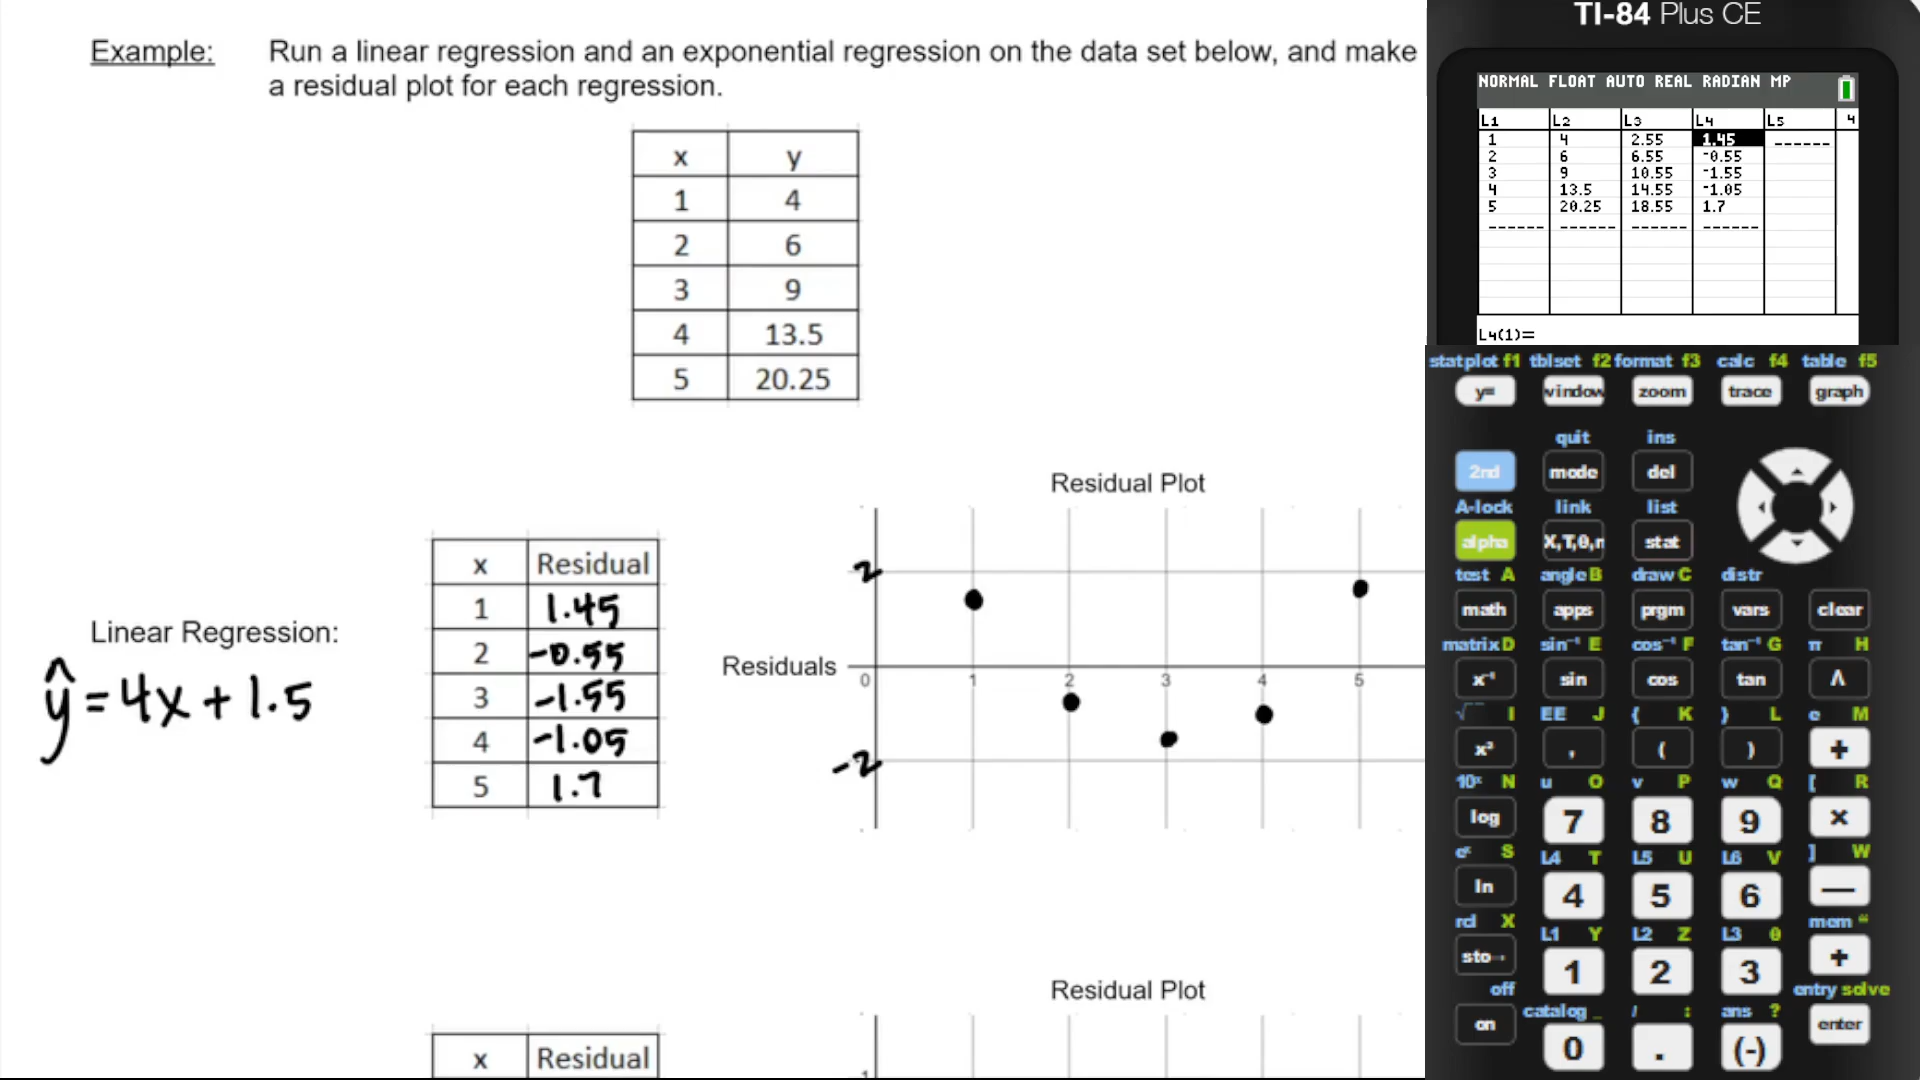 Example: Run a linear regression and an exponential regression on the data set below, and make
a residual plot for each regression.
x y
1 4
2 6
3 9
4 13.5
5 20.25
Linear Regression:
ŷ = 4x + 1.5
x Residual
1 1.45
2 -0.55
3 -1.55
4 -1.05
5 1.7
Residual Plot
2
Residuals
0 1 2 3 4 5
-2
Residual Plot
1
x Residual
TI-84 Plus CE
NORMAL FLOAT AUTO REAL RADIAN MP
L1 L2 L3 L4 L5 4
1 4 2.55 1.45 ------
2 6 6.55 -0.55
3 9 10.55 -1.55
4 13.5 14.55 -1.05
5 20.25 18.55 1.7
------ ------ ------ ------
L4(1)=
statplot f1 tblset f2 format f3 calc f4 table f5
y= window zoom trace graph
quit ins
2nd mode del
A-lock link list
alpha X,T,θ,n stat
test A angle B draw C distr
math apps prgm vars clear
matrix D sin⁻¹ E cos⁻¹ F tan⁻¹ G π H
x⁻¹ sin cos tan ^
√ I EE J { K } L e M
x² , ( ) ÷
10ˣ N u O v P w Q [ R
log 7 8 9 ×
eˣ S L4 T L5 U L6 V ] W
ln 4 5 6 —
rcl X L1 Y L2 Z L3 θ mem "
sto→ 1 2 3 +
off catalog _ / : ans ? entry solve
on 0 . (-) enter